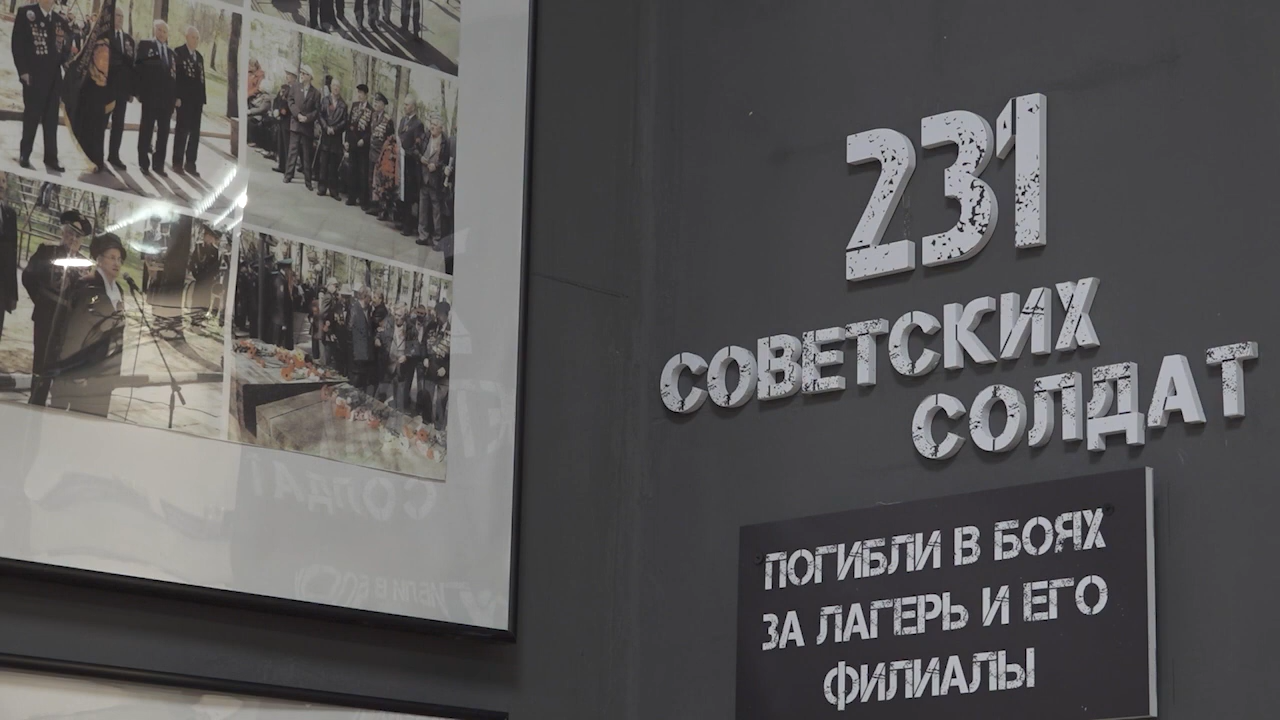 231
СОВЕТСКИХ
СОЛДАТ
ПОГИБЛИ В БОЯХ
ЗА ЛАГЕРЬ И ЕГО
ФИЛИАЛЫ